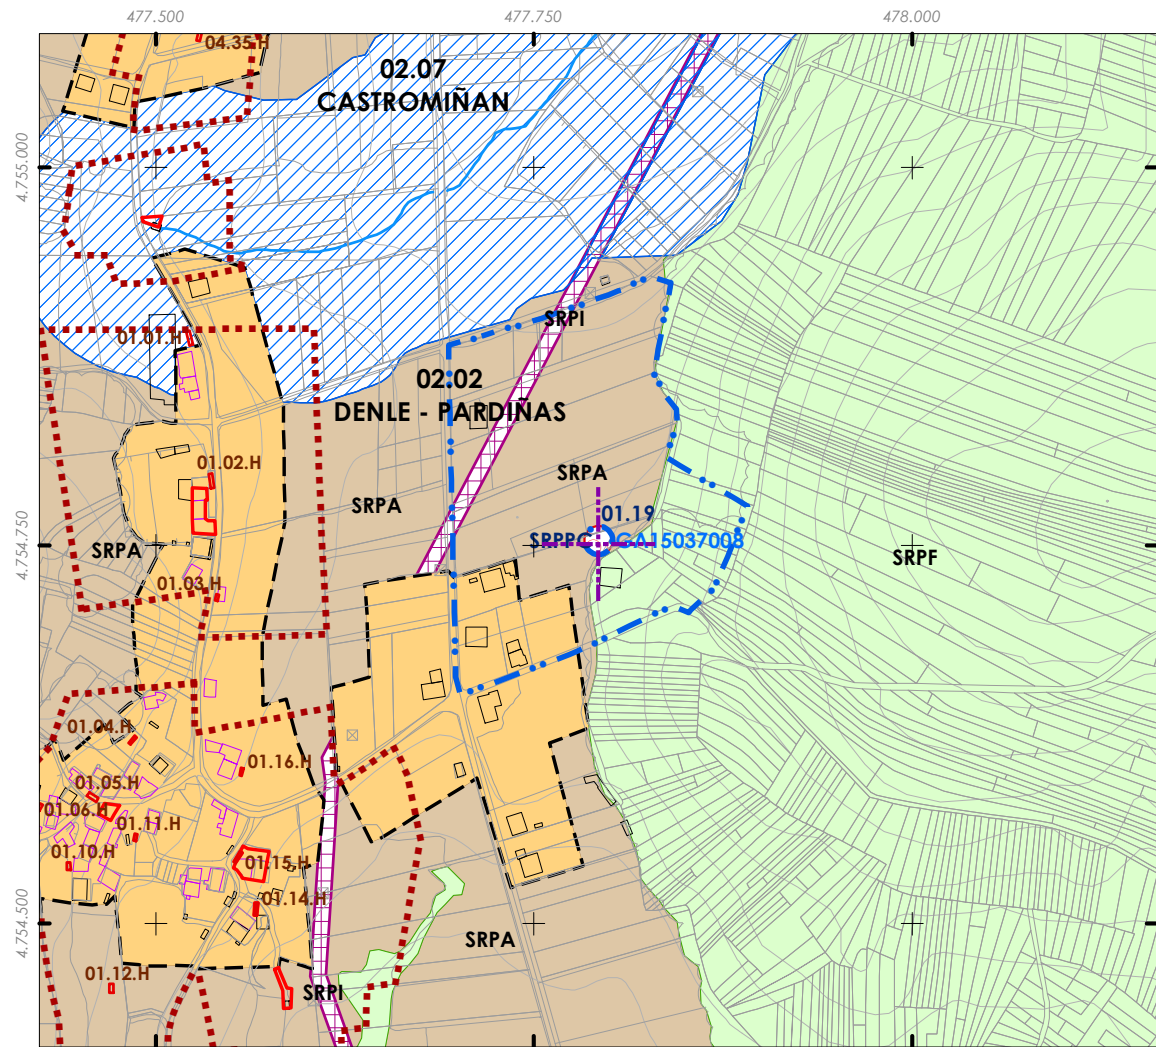 477.500
477.750
478.000
04.35.H
02.07
CASTROMIÑAN
4.755.000
SRPI
01.01.H
02.02
DENLE - PARDIÑAS
01.02.H
SRPA
SRPA
01.19
4.754.750
SRPA
GA15037008
SRPF
01.03.H
01.04.H
01.16.H
01.05.H
01.06.H
01.11.H
01.10.H
01.15.H
01.14.H
4.754.500
SRPA
01.12.H
SRPI